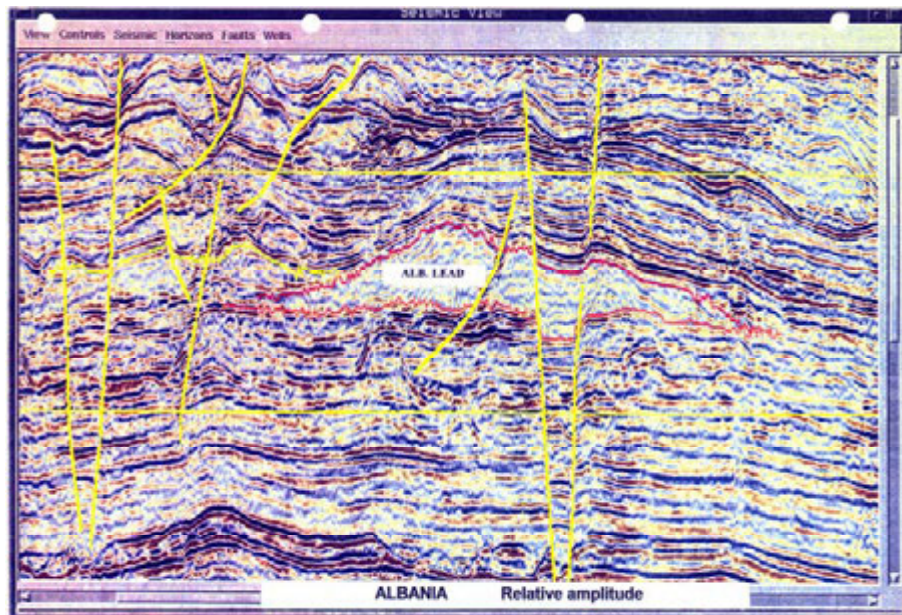 Seismic View
View Controls Seismic Horizons Faults Wells
ALB. LEAD
ALBANIA Relative amplitude